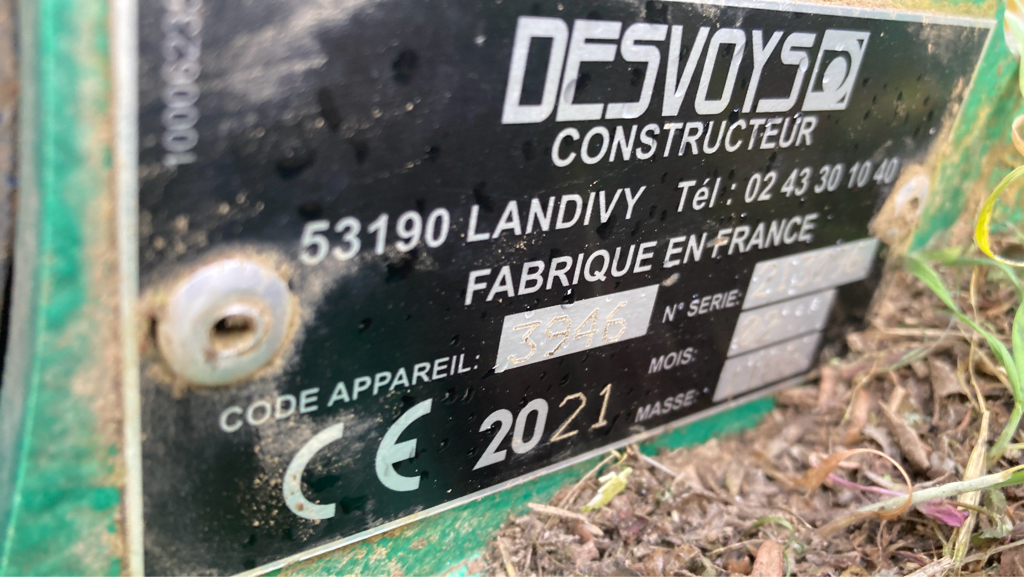 DESVOYS
CONSTRUCTEUR
53190 LANDIVY Tél : 02 43 30 10 40
FABRIQUE EN FRANCE
CODE APPAREIL: 3946 N° SERIE:
MOIS:
CE 2021 MASSE: